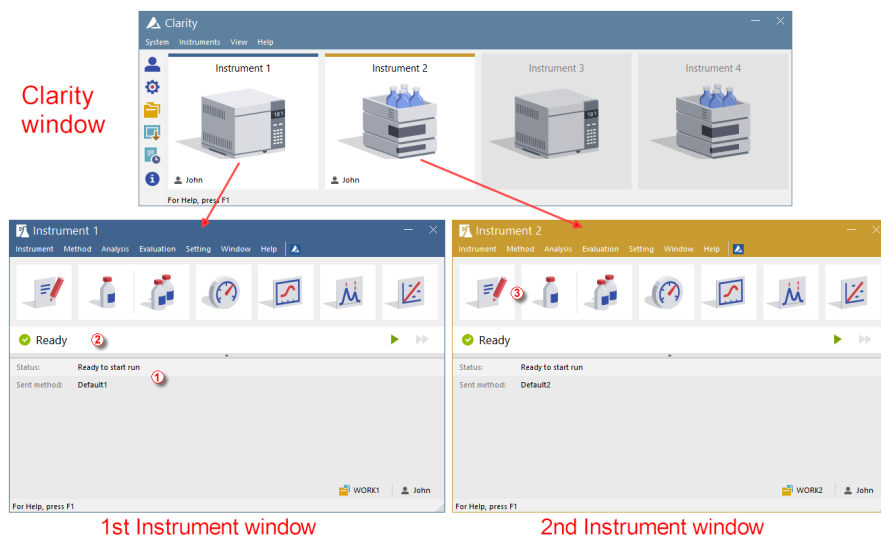 Clarity
System Instruments View Help
Instrument 1 Instrument 2 Instrument 3 Instrument 4
Clarity
window
John John
For Help, press F1
Instrument 1
Instrument Method Analysis Evaluation Setting Window Help
Ready 2
Status: Ready to start run
1
Sent method: Default1
WORK1 John
For Help, press F1
1st Instrument window
Instrument 2
Instrument Method Analysis Evaluation Setting Window Help
3
Ready
Status: Ready to start run
Sent method: Default2
WORK2 John
For Help, press F1
2nd Instrument window